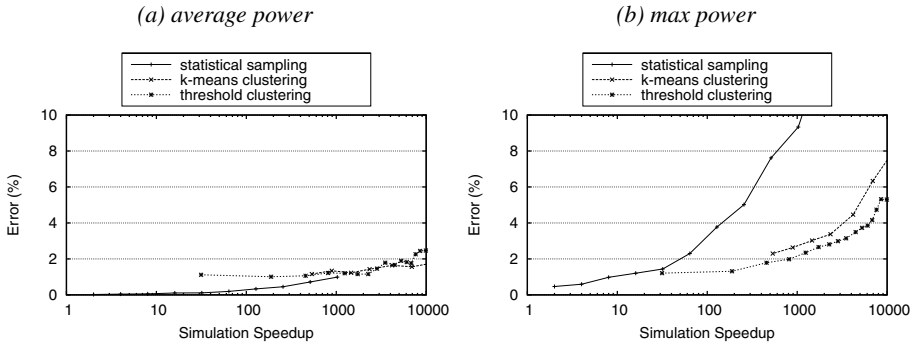 (a) average power
statistical sampling
k-means clustering
threshold clustering
10
8
6
4
2
0
Error (%)
1
10
100
1000
10000
Simulation Speedup
(b) max power
statistical sampling
k-means clustering
threshold clustering
10
8
6
4
2
0
Error (%)
1
10
100
1000
10000
Simulation Speedup